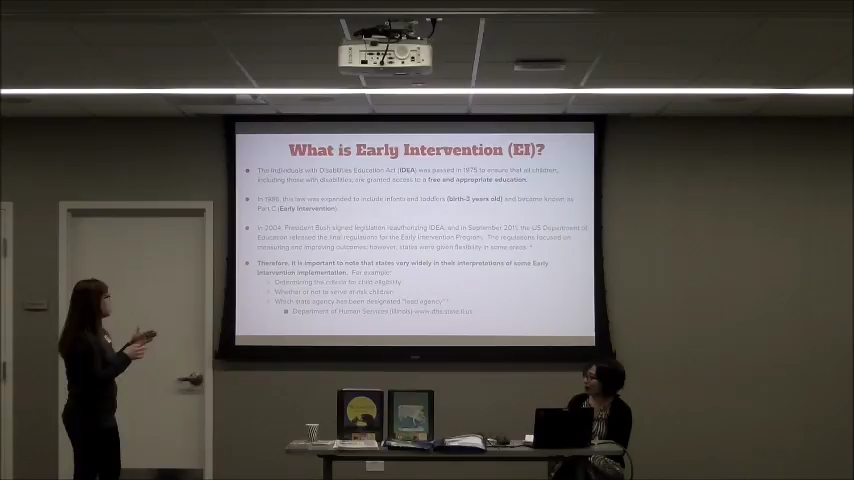 What is Early Intervention (EI)?
The Individuals with Disabilities Education Act (IDEA) was passed in 1975 to ensure that all children,
including those with disabilities, are granted access to a free and appropriate education.
In 1986, this law was expanded to include infants and toddlers (birth-3 years old) and became known as
Part C (Early Intervention).
In 2004, President Bush signed legislation reauthorizing IDEA, and in September 2011, the US Department of
Education released the final regulations for the Early Intervention Program. The regulations focused on
measuring and improving outcomes; however, states were given flexibility in some areas.
Therefore, it is important to note that states vary widely in their interpretations of some Early
Intervention implementation. For example:
Determining the criteria for child eligibility
Whether or not to serve at-risk children
Which state agency has been designated "lead agency"
Department of Human Services (Illinois) www.dhs.state.il.us